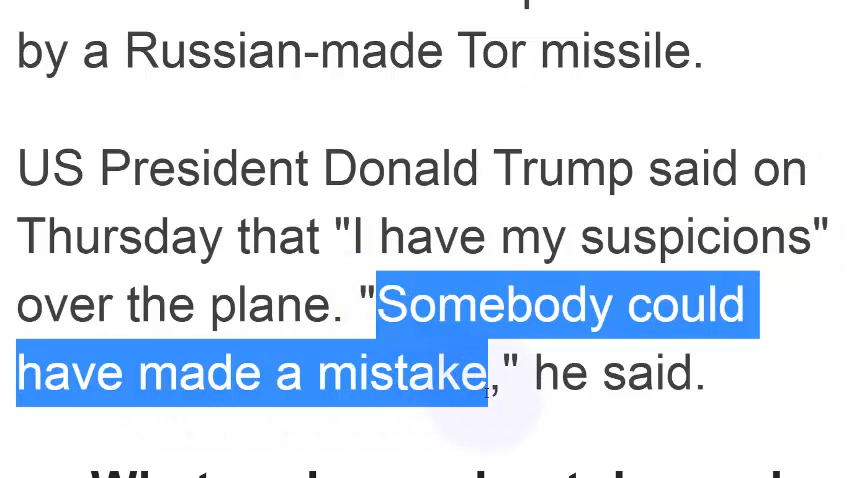 by a Russian-made Tor missile.
US President Donald Trump said on
Thursday that "I have my suspicions"
over the plane. "Somebody could
have made a mistake," he said.